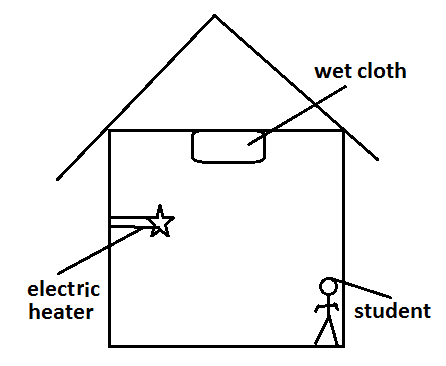 wet cloth
electric
heater
student